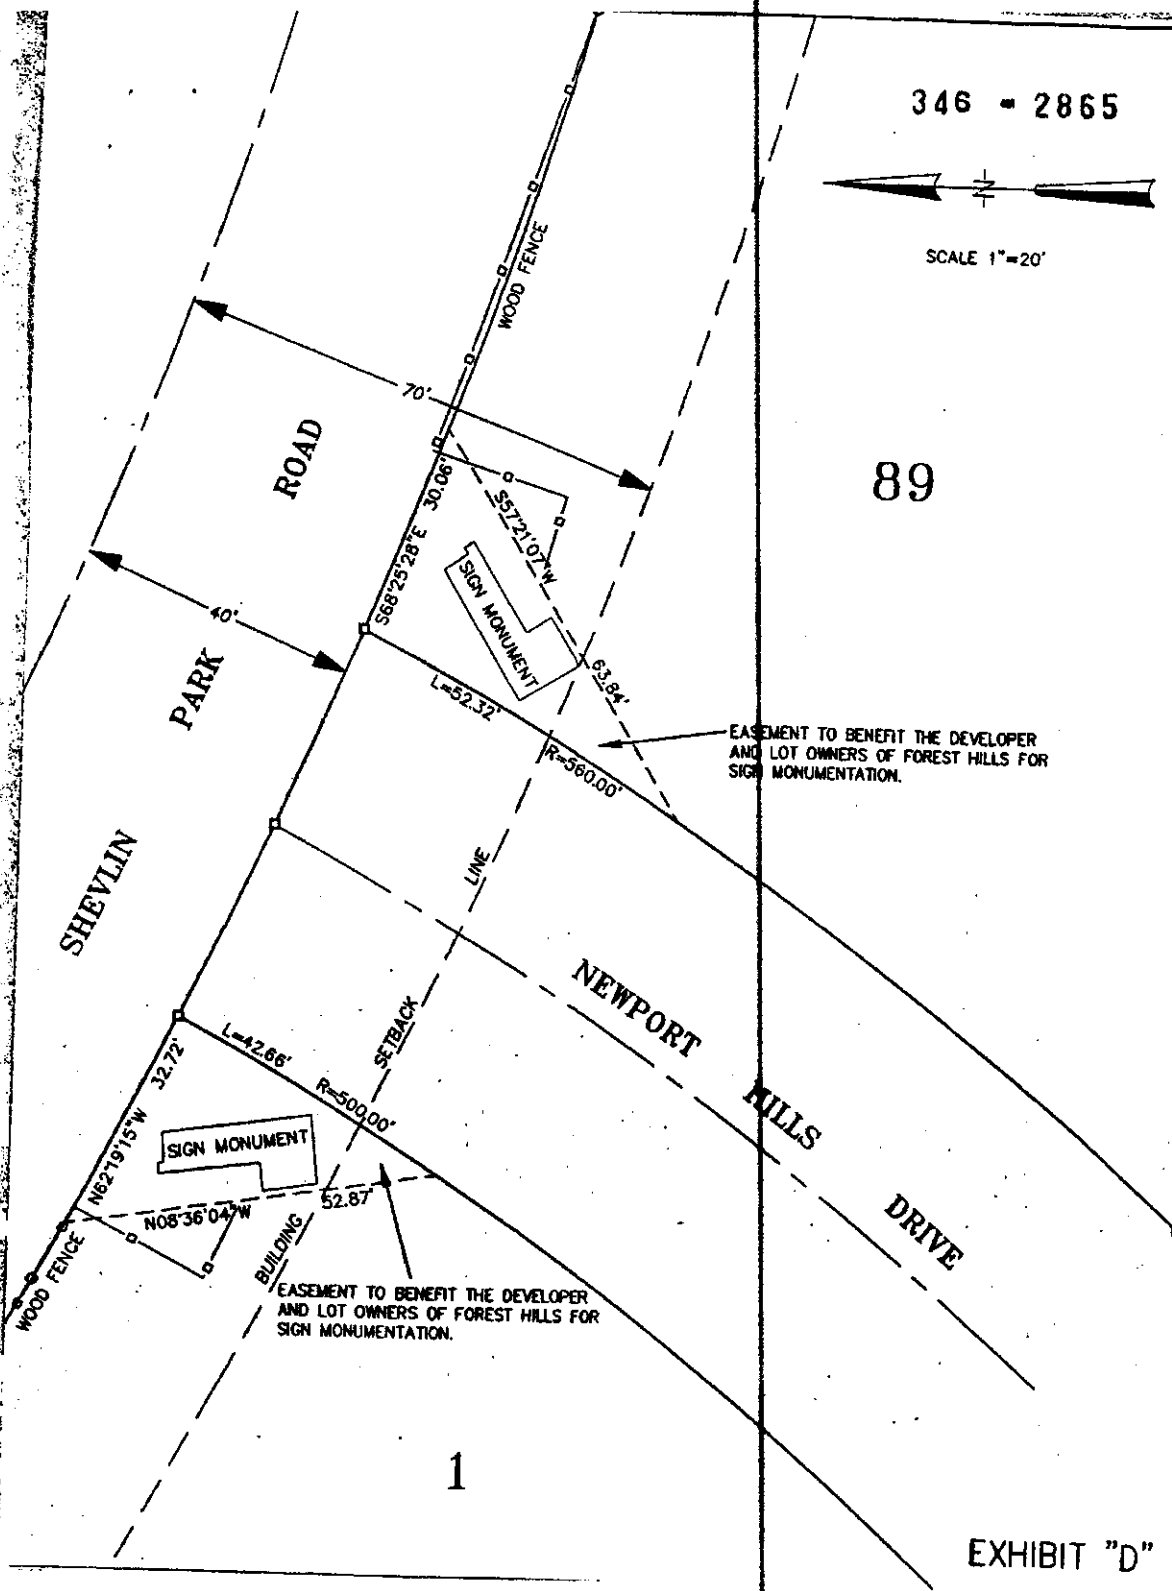 346 - 2865
N
SCALE 1"=20'
WOOD FENCE
70'
ROAD
89
S68°25'28"E 30.06'
S57°21'07"W
63.84'
SIGN MONUMENT
40'
PARK
L=52.32'
R=560.00'
EASEMENT TO BENEFIT THE DEVELOPER
AND LOT OWNERS OF FOREST HILLS FOR
SIGN MONUMENTATION.
SHEVLIN
LINE
SETBACK
BUILDING
NEWPORT
HILLS
DRIVE
L=42.66'
R=500.00'
N62°19'15"W 32.72'
SIGN MONUMENT
N08°36'04"W
52.87'
WOOD FENCE
EASEMENT TO BENEFIT THE DEVELOPER
AND LOT OWNERS OF FOREST HILLS FOR
SIGN MONUMENTATION.
1
EXHIBIT "D"